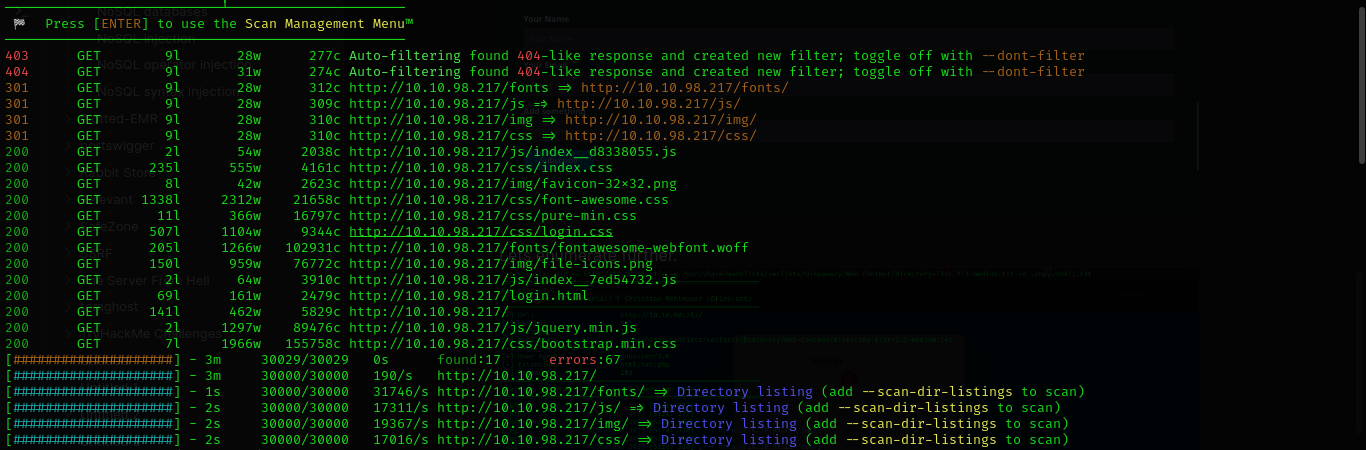 NoSQL databases
Your Name
Press [ENTER] to use the Scan Management Menu™
NoSQL injection
403 GET 9l 28w 277c Auto-filtering found 404-like response and created new filter; toggle off with --dont-filter
404 GET 9l 31w 274c Auto-filtering found 404-like response and created new filter; toggle off with --dont-filter
301 GET 9l 28w 312c http://10.10.98.217/fonts => http://10.10.98.217/fonts/
301 GET 9l 28w 309c http://10.10.98.217/js => http://10.10.98.217/js/
301 GET 9l 28w 310c http://10.10.98.217/img => http://10.10.98.217/img/
301 GET 9l 28w 310c http://10.10.98.217/css => http://10.10.98.217/css/
200 GET 2l 54w 2038c http://10.10.98.217/js/index__d8338055.js
200 GET 235l 555w 4161c http://10.10.98.217/css/index.css
200 GET 8l 42w 2623c http://10.10.98.217/img/favicon-32×32.png
200 GET 1338l 2312w 21658c http://10.10.98.217/css/font-awesome.css
200 GET 11l 366w 16797c http://10.10.98.217/css/pure-min.css
200 GET 507l 1104w 9344c http://10.10.98.217/css/login.css
200 GET 205l 1266w 102931c http://10.10.98.217/fonts/fontawesome-webfont.woff
enumerate further.
200 GET 150l 959w 76772c http://10.10.98.217/img/file-icons.png
200 GET 2l 64w 3910c http://10.10.98.217/js/index__7ed54732.js
200 GET 69l 161w 2479c http://10.10.98.217/login.html
200 GET 141l 462w 5829c http://10.10.98.217/
200 GET 2l 1297w 89476c http://10.10.98.217/js/jquery.min.js
200 GET 7l 1966w 155758c http://10.10.98.217/css/bootstrap.min.css
[####################] - 3m 30029/30029 0s found:17 errors:67
[####################] - 3m 30000/30000 190/s http://10.10.98.217/
[####################] - 1s 30000/30000 31746/s http://10.10.98.217/fonts/ => Directory listing (add --scan-dir-listings to scan)
[####################] - 2s 30000/30000 17311/s http://10.10.98.217/js/ => Directory listing (add --scan-dir-listings to scan)
[####################] - 2s 30000/30000 19367/s http://10.10.98.217/img/ => Directory listing (add --scan-dir-listings to scan)
[####################] - 2s 30000/30000 17016/s http://10.10.98.217/css/ => Directory listing (add --scan-dir-listings to scan)